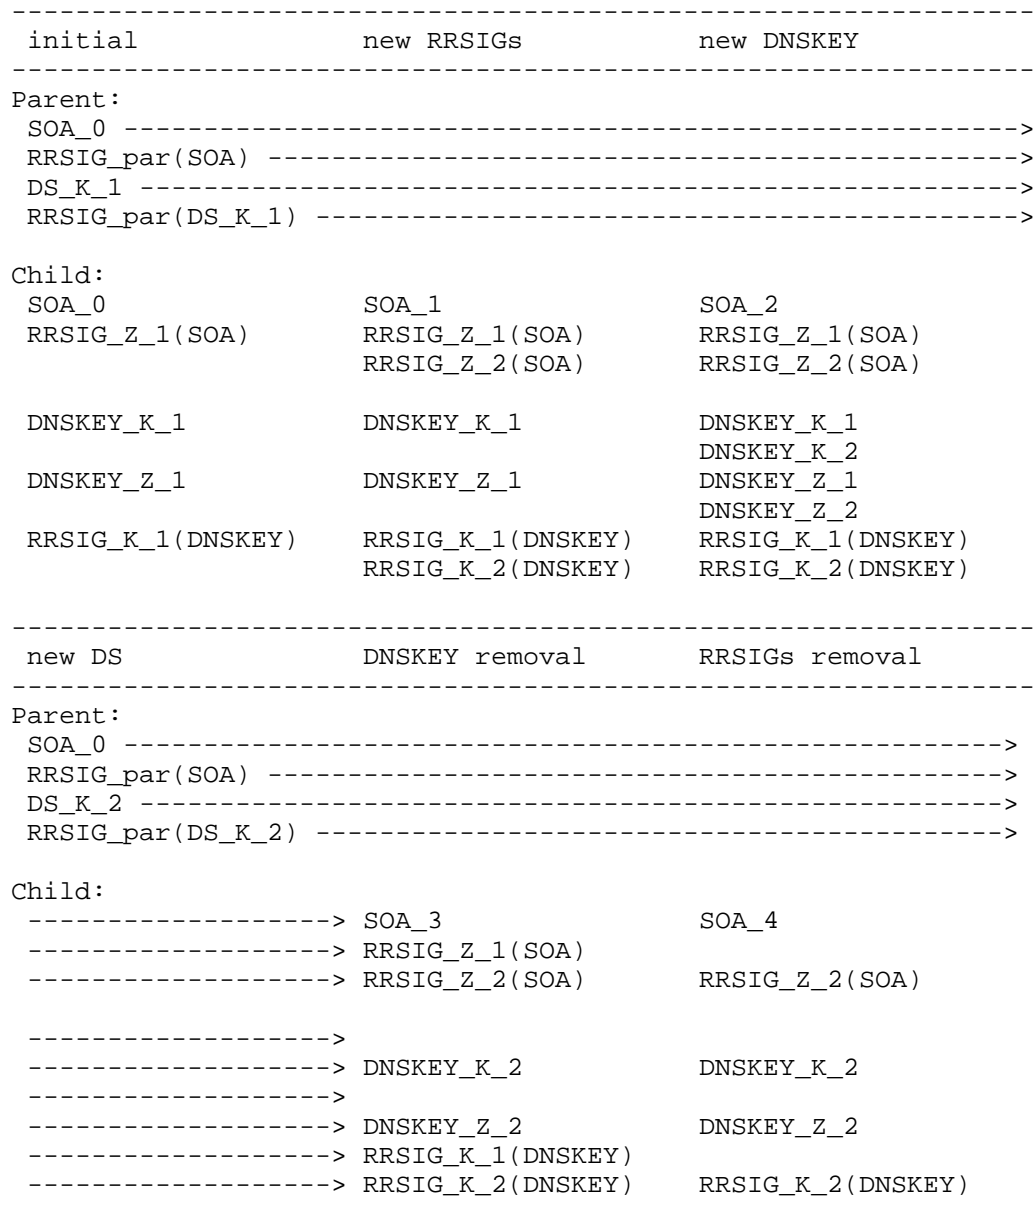 ----------------------------------------------------------------
 initial              new RRSIGs           new DNSKEY
----------------------------------------------------------------
Parent:
 SOA_0 -------------------------------------------------------->
 RRSIG_par(SOA) ----------------------------------------------->
 DS_K_1 ------------------------------------------------------->
 RRSIG_par(DS_K_1) -------------------------------------------->

Child:
 SOA_0                SOA_1                SOA_2
 RRSIG_Z_1(SOA)       RRSIG_Z_1(SOA)       RRSIG_Z_1(SOA)
                      RRSIG_Z_2(SOA)       RRSIG_Z_2(SOA)

 DNSKEY_K_1           DNSKEY_K_1           DNSKEY_K_1
                                           DNSKEY_K_2
 DNSKEY_Z_1           DNSKEY_Z_1           DNSKEY_Z_1
                                           DNSKEY_Z_2
 RRSIG_K_1(DNSKEY)    RRSIG_K_1(DNSKEY)    RRSIG_K_1(DNSKEY)
                      RRSIG_K_2(DNSKEY)    RRSIG_K_2(DNSKEY)

----------------------------------------------------------------
 new DS               DNSKEY removal       RRSIGs removal
----------------------------------------------------------------
Parent:
 SOA_0 ------------------------------------------------------->
 RRSIG_par(SOA) ---------------------------------------------->
 DS_K_2 ------------------------------------------------------>
 RRSIG_par(DS_K_2) ------------------------------------------->

Child:
 -------------------> SOA_3                SOA_4
 -------------------> RRSIG_Z_1(SOA)
 -------------------> RRSIG_Z_2(SOA)       RRSIG_Z_2(SOA)

 ------------------->
 -------------------> DNSKEY_K_2           DNSKEY_K_2
 ------------------->
 -------------------> DNSKEY_Z_2           DNSKEY_Z_2
 -------------------> RRSIG_K_1(DNSKEY)
 -------------------> RRSIG_K_2(DNSKEY)    RRSIG_K_2(DNSKEY)